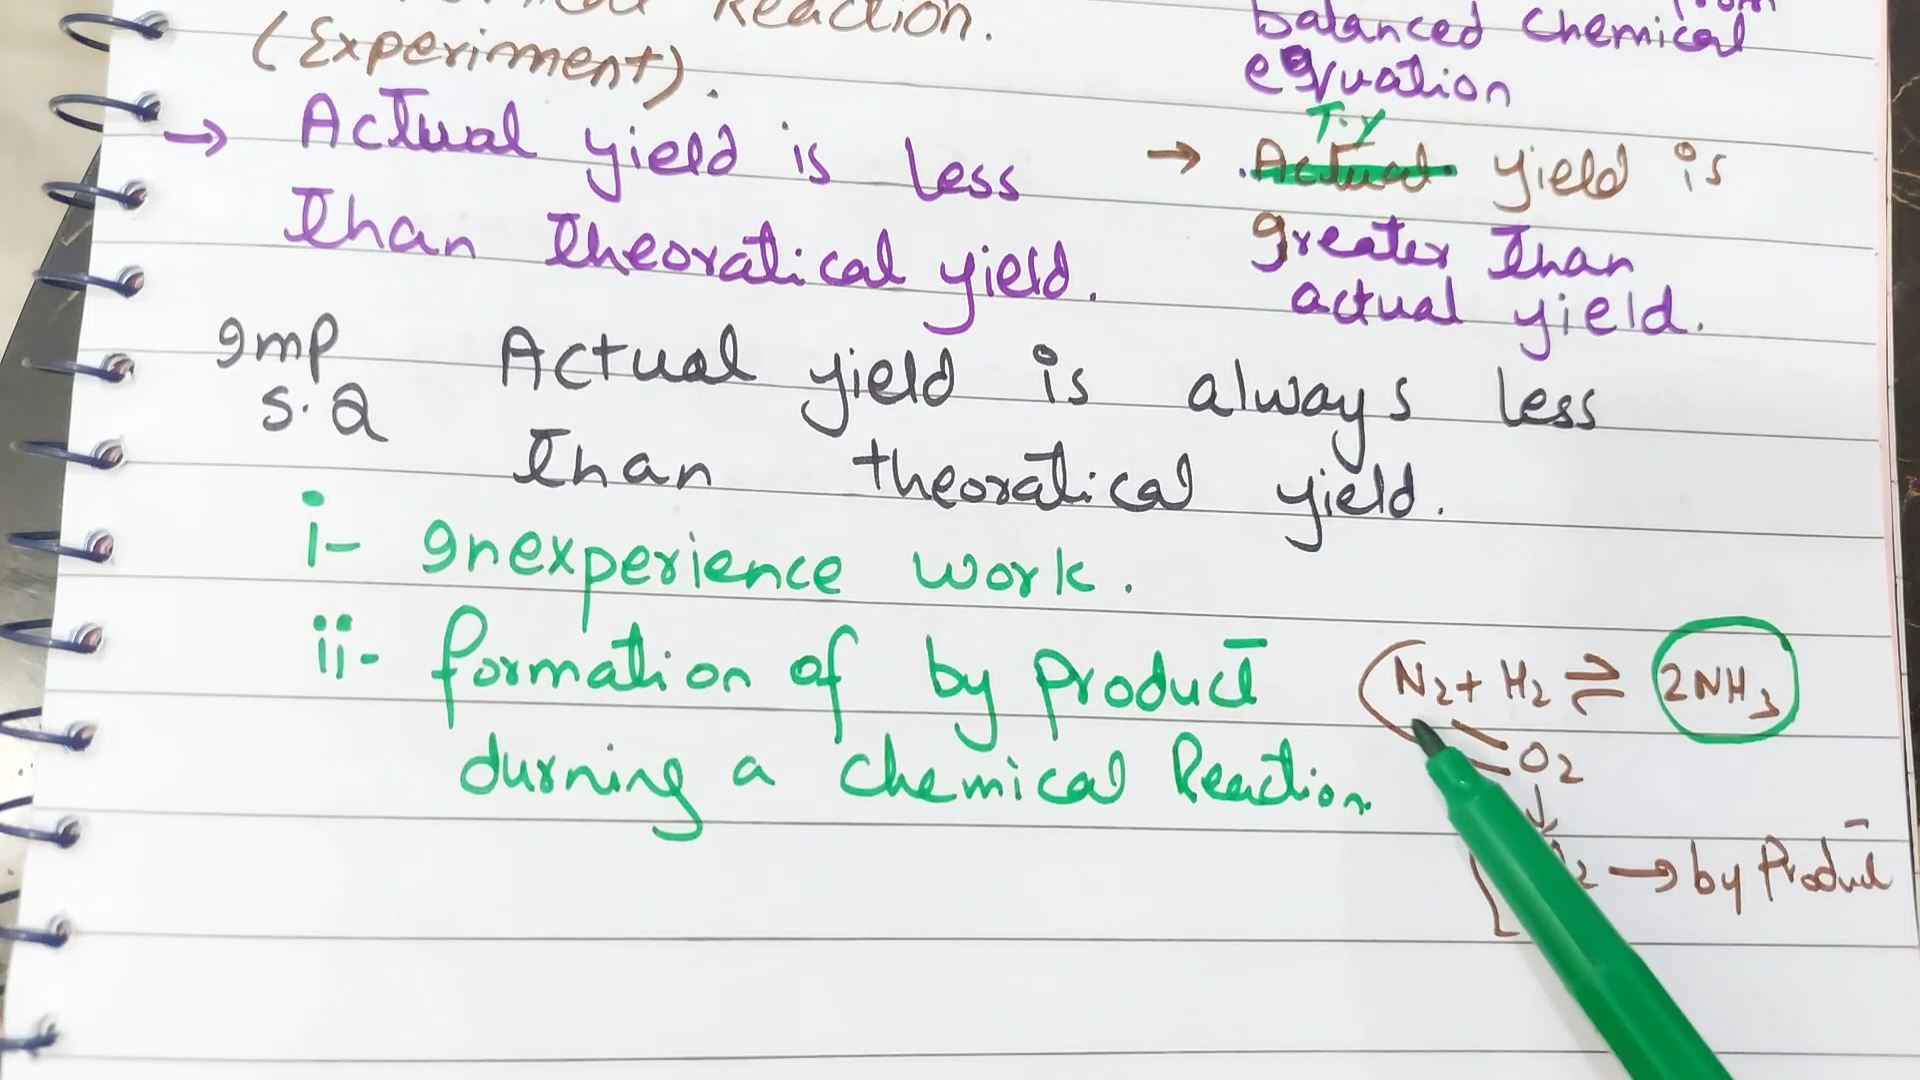 Reaction.
(Experiment).
→ Actual yield is less
than theoratical yield.
balanced chemical
equation
T.y
→ Actual yield is
greater than
actual yield.
Imp
S.Q
Actual yield is always less
than theoratical yield.
i- Inexperience work.
ii- formation of by product
durning a chemical Reaction
N₂ + H₂ ⇌ 2NH₃
O₂
↓
→ by Product